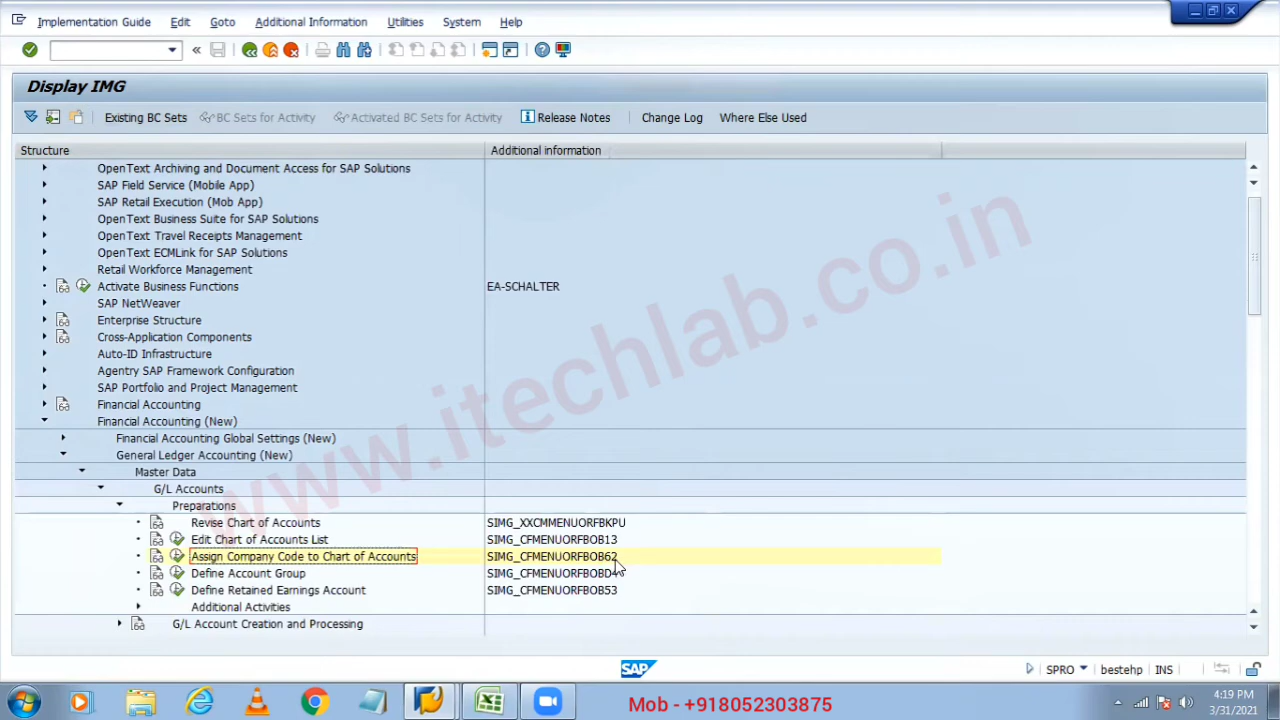 Implementation Guide Edit Goto Additional Information Utilities System Help
Display IMG
Existing BC Sets BC Sets for Activity Activated BC Sets for Activity Release Notes Change Log Where Else Used
Structure Additional information
OpenText Archiving and Document Access for SAP Solutions
SAP Field Service (Mobile App)
SAP Retail Execution (Mob App)
OpenText Business Suite for SAP Solutions
OpenText Travel Receipts Management
OpenText ECMLink for SAP Solutions
Retail Workforce Management
Activate Business Functions EA-SCHALTER
SAP NetWeaver
Enterprise Structure
Cross-Application Components
Auto-ID Infrastructure
Agentry SAP Framework Configuration
SAP Portfolio and Project Management
Financial Accounting
Financial Accounting (New)
Financial Accounting Global Settings (New)
General Ledger Accounting (New)
Master Data
G/L Accounts
Preparations
Revise Chart of Accounts SIMG_XXCMMENUORFBKPU
Edit Chart of Accounts List SIMG_CFMENUORFBOB13
Assign Company Code to Chart of Accounts SIMG_CFMENUORFBOB62
Define Account Group SIMG_CFMENUORFBOBD4
Define Retained Earnings Account SIMG_CFMENUORFBOB53
Additional Activities
G/L Account Creation and Processing
www.itechlab.co.in
SAP SPRO bestehp INS
Mob - +918052303875
4:19 PM
3/31/2021